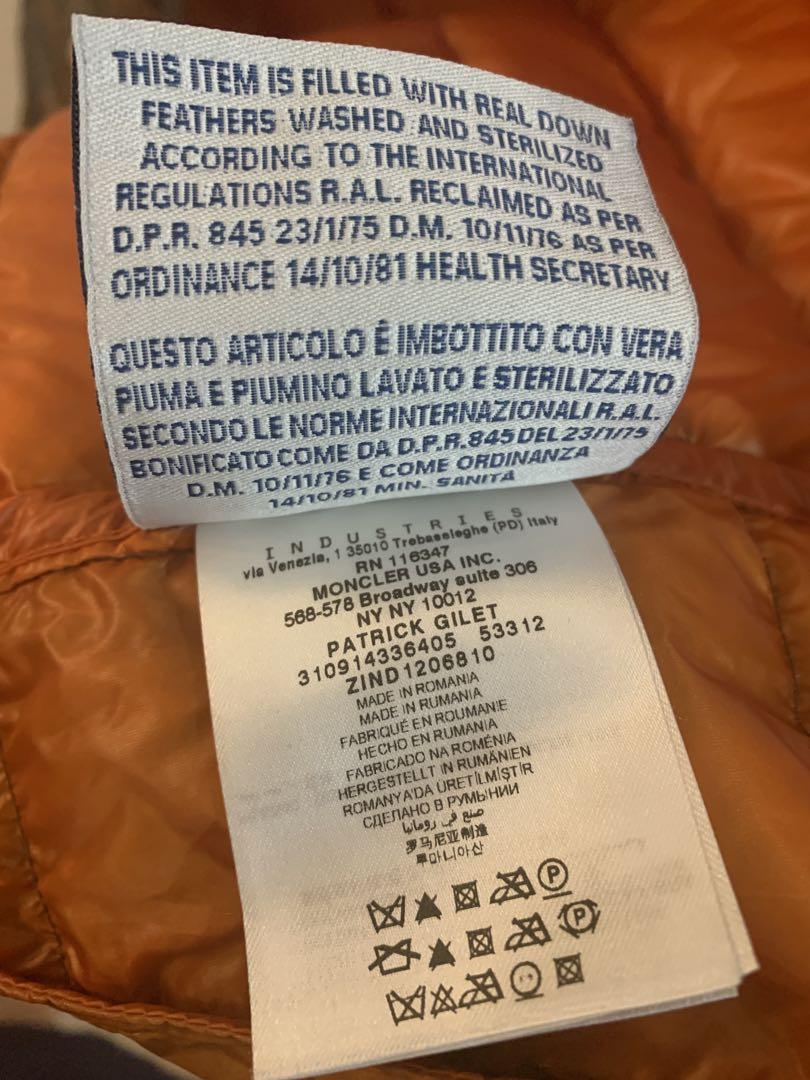 THIS ITEM IS FILLED WITH REAL DOWN
FEATHERS WASHED AND STERILIZED
ACCORDING TO THE INTERNATIONAL
REGULATIONS R.A.L. RECLAIMED AS PER
D.P.R. 845 23/1/75 D.M. 10/11/76 AS PER
ORDINANCE 14/10/81 HEALTH SECRETARY
QUESTO ARTICOLO É IMBOTTITO CON VERA
PIUMA E PIUMINO LAVATO E STERILIZZATO
SECONDO LE NORME INTERNAZIONALI R.A.L.
BONIFICATO COME DA D.P.R. 845 DEL 23/1/75
D.M. 10/11/76 E COME ORDINANZA
14/10/81 MIN. SANITÁ
INDUSTRIES
via Venezia, 1 35010 Trebaseleghe (PD) Italy
RN 116347
MONCLER USA INC.
568-578 Broadway suite 306
NY NY 10012
PATRICK GILET
310914336405 53312
ZIND1206810
MADE IN ROMANIA
MADE IN RUMANIA
FABRIQUÉ EN ROUMANIE
HECHO EN RUMANIA
FABRICADO NA ROMÉNIA
HERGESTELLT IN RUMÄNIEN
ROMANYA'DA ÜRETİLMİŞTİR
СДЕЛАНО В РУМЫНИИ
صنع في رومانيا
罗马尼亚制造
루마니아산
P
P